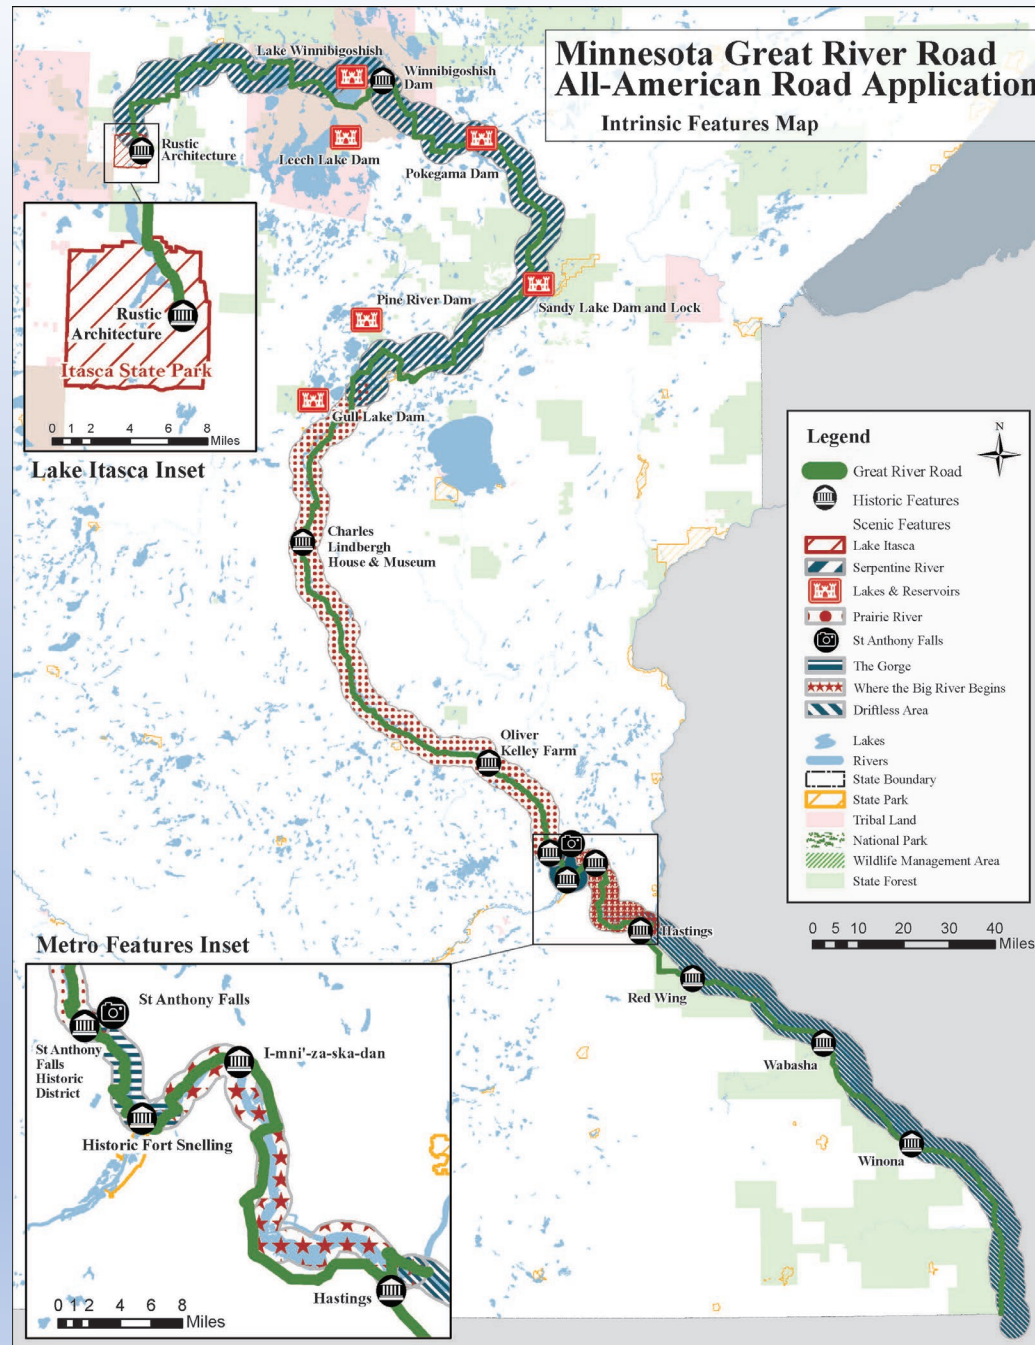 Minnesota Great River Road
All-American Road Application
Intrinsic Features Map
Lake Winnibigoshish
Winnibigoshish
Dam
Rustic
Architecture
Leech Lake Dam
Pokegama Dam
Pine River Dam
Sandy Lake Dam and Lock
Gull Lake Dam
Rustic
Architecture
Itasca State Park
0 1 2 4 6 8
Miles
Lake Itasca Inset
Charles
Lindbergh
House & Museum
Oliver
Kelley Farm
Hastings
Red Wing
Wabasha
Winona
Legend
N
Great River Road
Historic Features
Scenic Features
Lake Itasca
Serpentine River
Lakes & Reservoirs
Prairie River
St Anthony Falls
The Gorge
Where the Big River Begins
Driftless Area
Lakes
Rivers
State Boundary
State Park
Tribal Land
National Park
Wildlife Management Area
State Forest
0 5 10 20 30 40
Miles
Metro Features Inset
St Anthony Falls
St Anthony
Falls
Historic
District
I-mni'-za-ska-dan
Historic Fort Snelling
Hastings
0 1 2 4 6 8
Miles